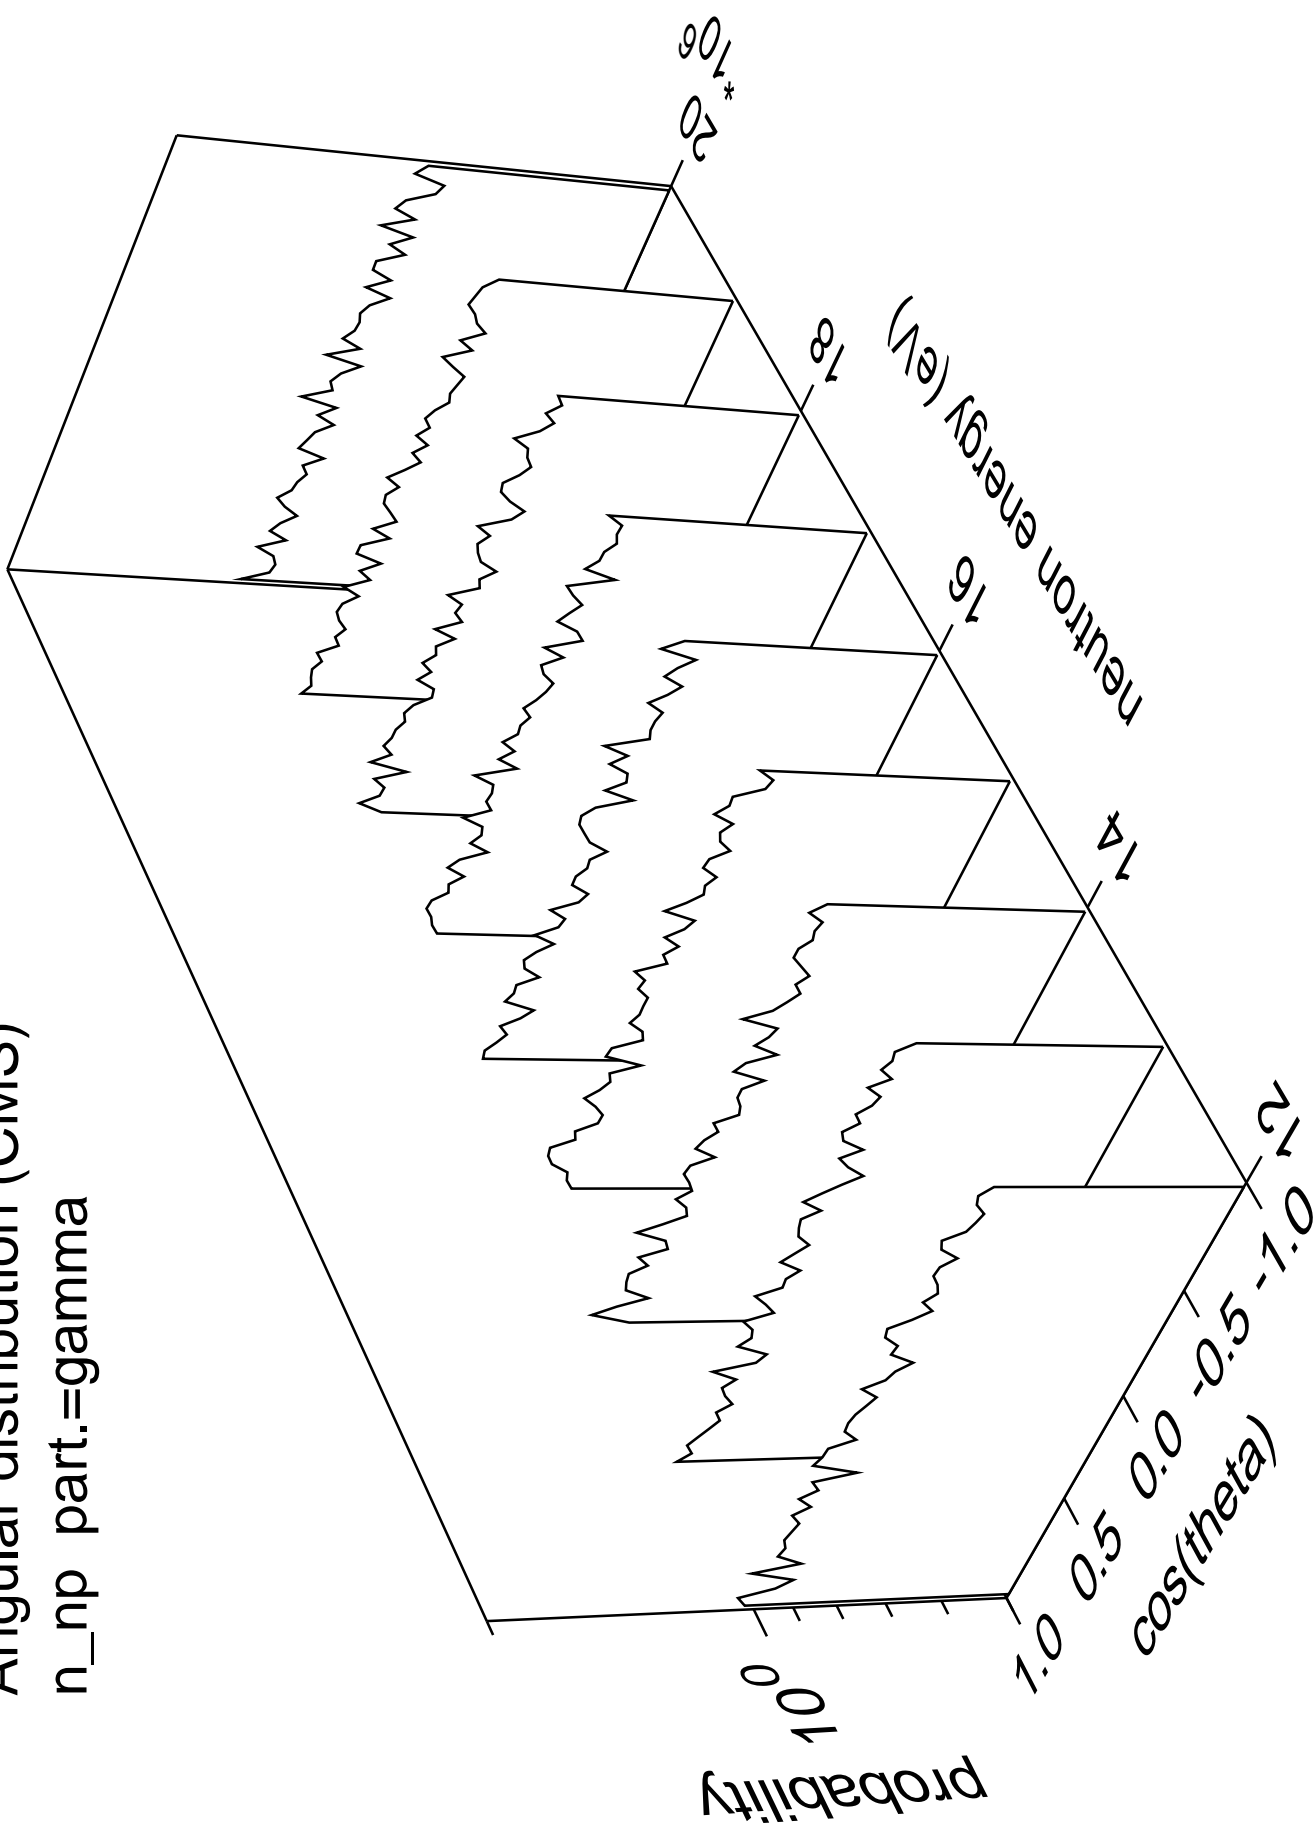 Angular distribution (CMS)
n_np part.=gamma
probability
10^0
1.0 0.5 0.0 -0.5 -1.0
cos(theta)
12 14 16 18 20
*10^6
neutron energy (eV)